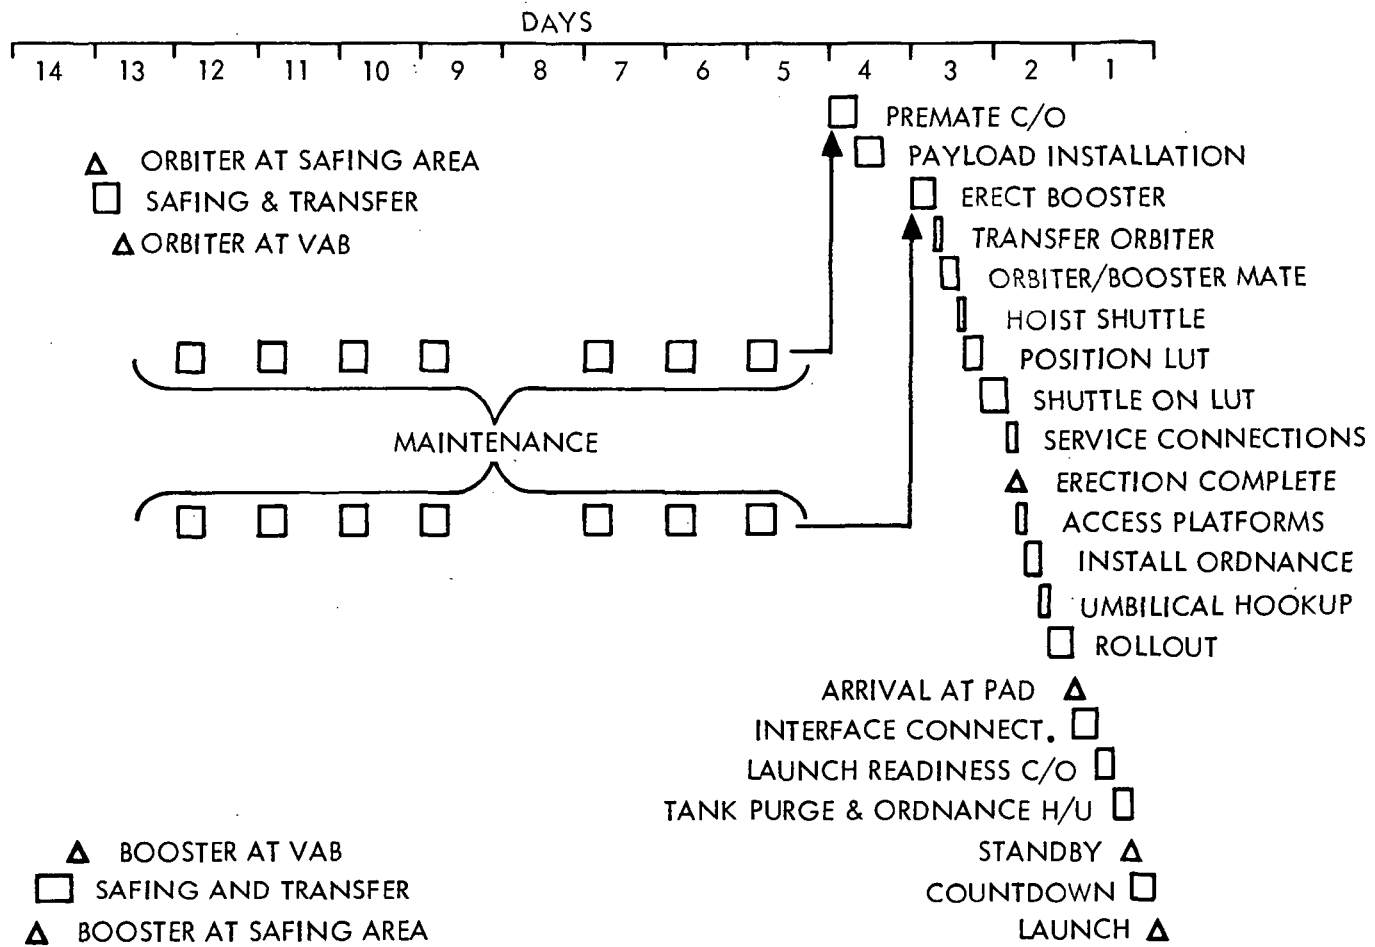 DAYS
14 13 12 11 10 9 8 7 6 5 4 3 2 1
PREMATE C/O
PAYLOAD INSTALLATION
ORBITER AT SAFING AREA
SAFING & TRANSFER
ERECT BOOSTER
ORBITER AT VAB
TRANSFER ORBITER
ORBITER/BOOSTER MATE
HOIST SHUTTLE
POSITION LUT
SHUTTLE ON LUT
MAINTENANCE
SERVICE CONNECTIONS
ERECTION COMPLETE
ACCESS PLATFORMS
INSTALL ORDNANCE
UMBILICAL HOOKUP
ROLLOUT
ARRIVAL AT PAD
INTERFACE CONNECT.
LAUNCH READINESS C/O
TANK PURGE & ORDNANCE H/U
BOOSTER AT VAB
STANDBY
SAFING AND TRANSFER
COUNTDOWN
BOOSTER AT SAFING AREA
LAUNCH